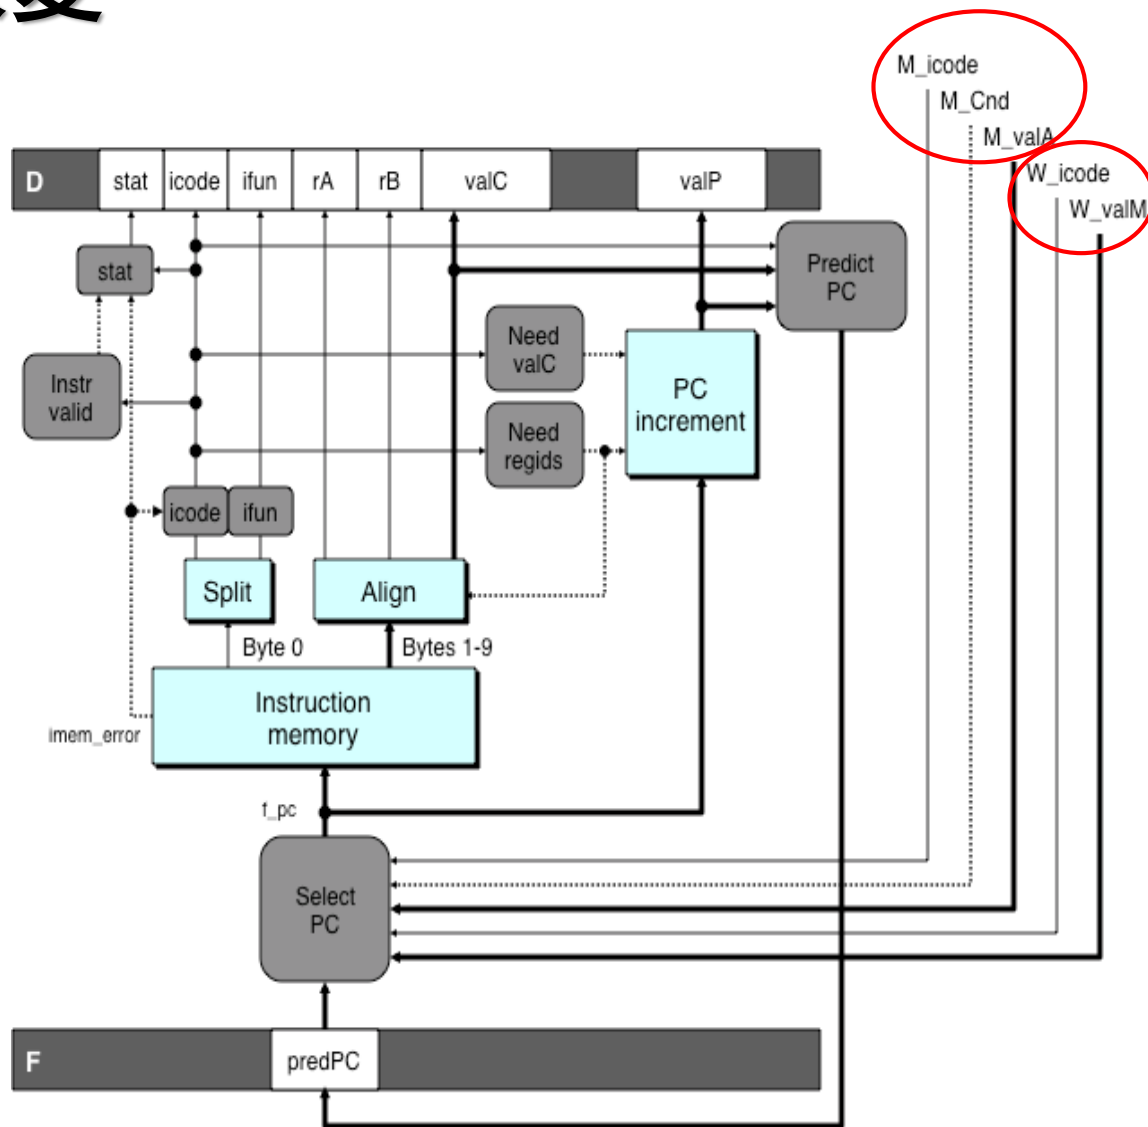 M_icode
M_Cnd
M_valA
W_icode
W_valM
D
stat
icode
ifun
rA
rB
valC
valP
stat
Predict
PC
Need
valC
Instr
valid
PC
increment
Need
regids
icode
ifun
Split
Align
Byte 0
Bytes 1-9
Instruction
memory
imem_error
f_pc
Select
PC
F
predPC